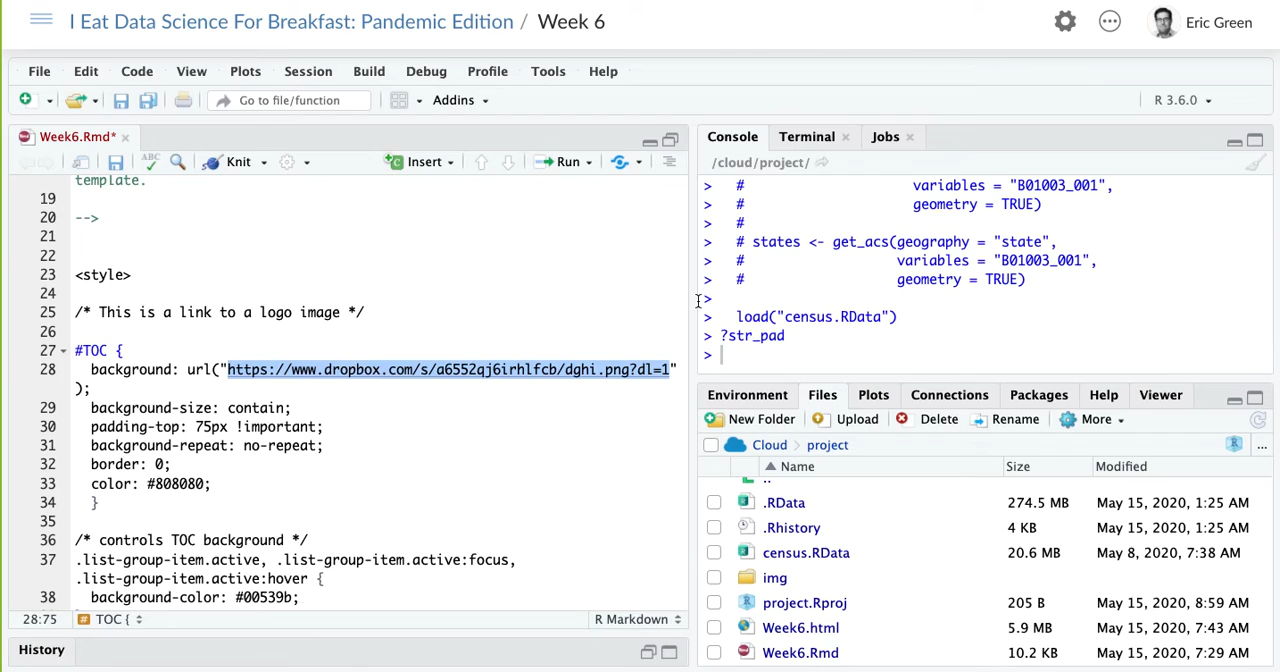 I Eat Data Science For Breakfast: Pandemic Edition / Week 6
Eric Green
File Edit Code View Plots Session Build Debug Profile Tools Help
Go to file/function
Addins
R 3.6.0
Week6.Rmd*
ABC
Knit
Insert
Run
template.
19
20 -->
21
22
23 <style>
24
25 /* This is a link to a logo image */
26
27 #TOC {
28 background: url("https://www.dropbox.com/s/a6552qj6irhlfcb/dghi.png?dl=1"
);
29 background-size: contain;
30 padding-top: 75px !important;
31 background-repeat: no-repeat;
32 border: 0;
33 color: #808080;
34 }
35
36 /* controls TOC background */
37 .list-group-item.active, .list-group-item.active:focus,
.list-group-item.active:hover {
38 background-color: #00539b;
28:75 # TOC { R Markdown
History
Console Terminal Jobs
/cloud/project/
> # variables = "B01003_001",
> # geometry = TRUE)
> #
> # states <- get_acs(geography = "state",
> # variables = "B01003_001",
> # geometry = TRUE)
>
> load("census.RData")
> ?str_pad
>
Environment Files Plots Connections Packages Help Viewer
New Folder Upload Delete Rename More
Cloud project R ...
Name Size Modified
..
.RData 274.5 MB May 15, 2020, 1:25 AM
.Rhistory 4 KB May 15, 2020, 1:25 AM
census.RData 20.6 MB May 8, 2020, 7:38 AM
img
project.Rproj 205 B May 15, 2020, 8:59 AM
Week6.html 5.9 MB May 15, 2020, 7:43 AM
Week6.Rmd 10.2 KB May 15, 2020, 7:29 AM